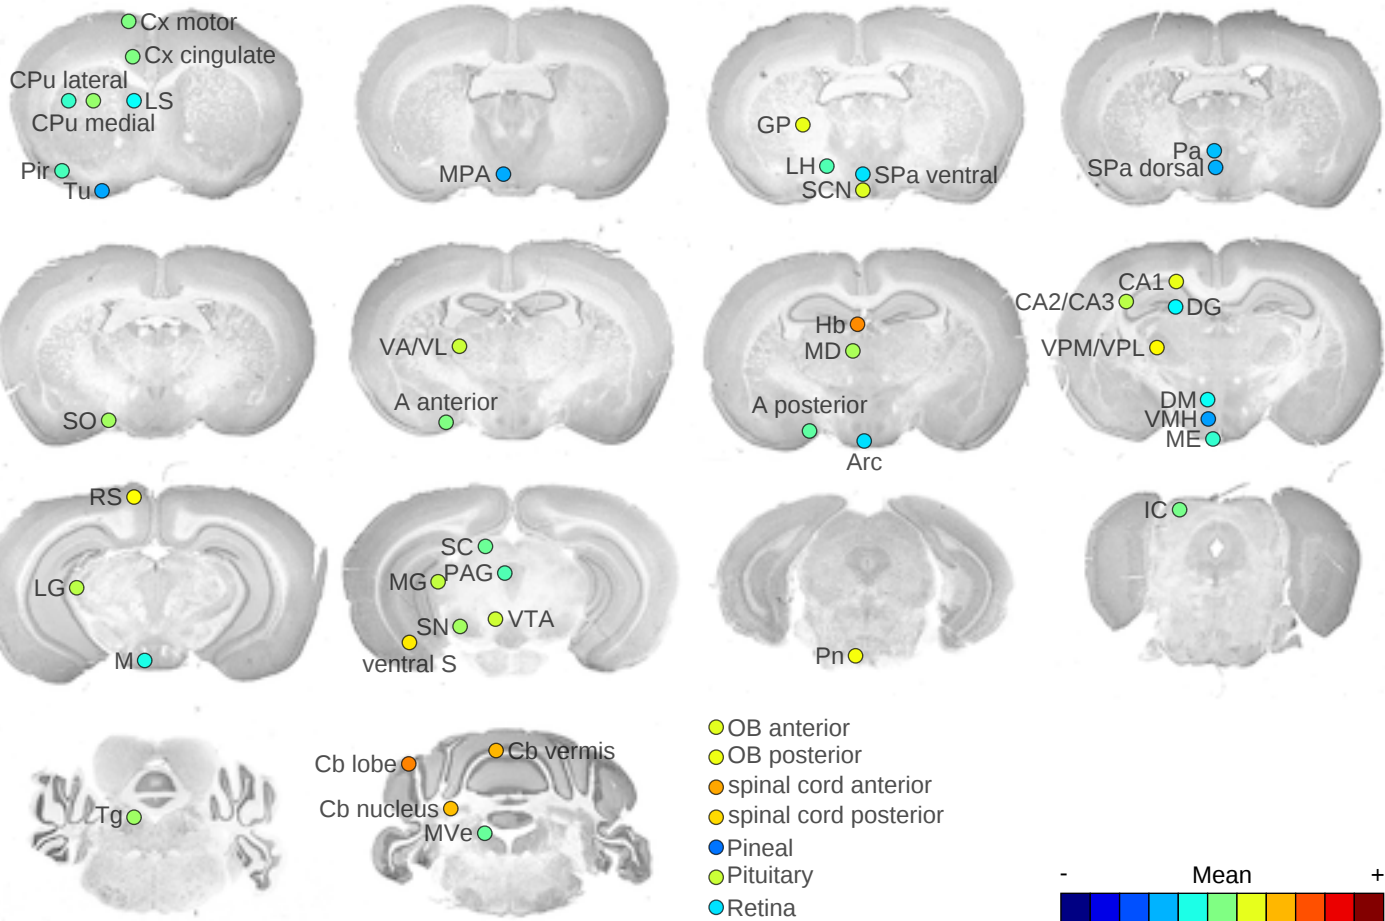 Cx motor
Cx cingulate
CPu lateral
LS
CPu medial
Pir
Tu
MPA
GP
LH
SPa ventral
SCN
Pa
SPa dorsal
SO
VA/VL
A anterior
Hb
MD
A posterior
Arc
CA1
CA2/CA3
DG
VPM/VPL
DM
VMH
ME
RS
LG
M
SC
PAG
MG
VTA
SN
ventral S
Pn
IC
Tg
Cb lobe
Cb vermis
Cb nucleus
MVe
OB anterior
OB posterior
spinal cord anterior
spinal cord posterior
Pineal
Pituitary
Retina
- Mean +